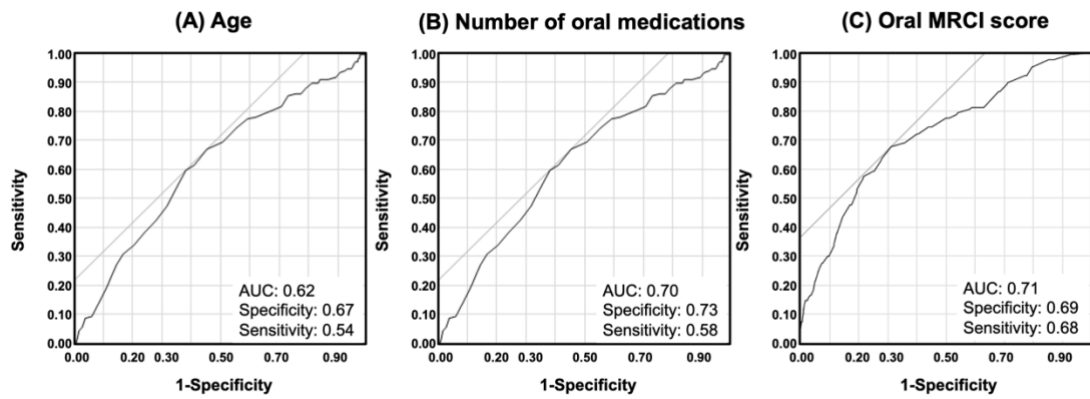 (A) Age
(B) Number of oral medications
(C) Oral MRCI score
1.00
0.90
0.80
0.70
0.60
0.50
0.40
0.30
0.20
0.10
0.00
Sensitivity
AUC: 0.62
Specificity: 0.67
Sensitivity: 0.54
0.00 0.20 0.30 0.50 0.70 0.90
1-Specificity
1.00
0.90
0.80
0.70
0.60
0.50
0.40
0.30
0.20
0.10
0.00
Sensitivity
AUC: 0.70
Specificity: 0.73
Sensitivity: 0.58
0.00 0.20 0.30 0.50 0.70 0.90
1-Specificity
1.00
0.90
0.80
0.70
0.60
0.50
0.40
0.30
0.20
0.10
0.00
Sensitivity
AUC: 0.71
Specificity: 0.69
Sensitivity: 0.68
0.00 0.20 0.30 0.50 0.70 0.90
1-Specificity